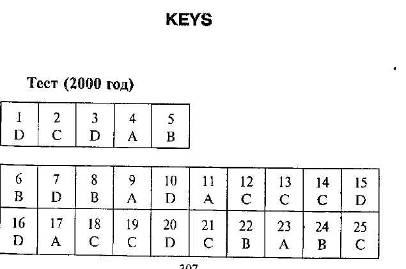 KEYS
Тест (2000 год)
1 2 3 4 5
D C D A B
6 7 8 9 10 11 12 13 14 15
B D B A D A C C C D
16 17 18 19 20 21 22 23 24 25
D A C C D C B A B C
307